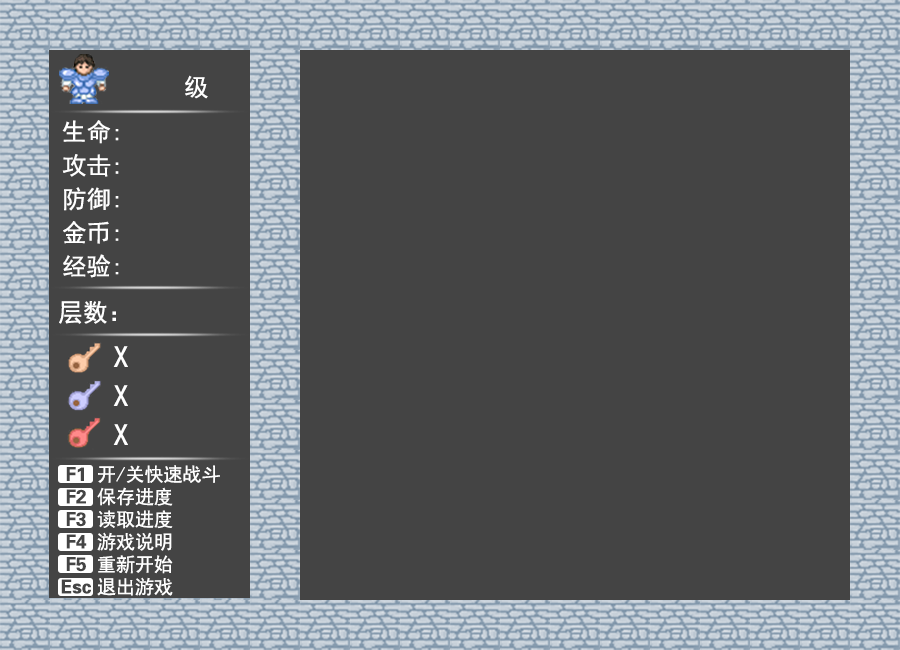 级
生命:
攻击:
防御:
金币:
经验:
层数:
X
X
X
F1 开/关快速战斗
F2 保存进度
F3 读取进度
F4 游戏说明
F5 重新开始
Esc 退出游戏